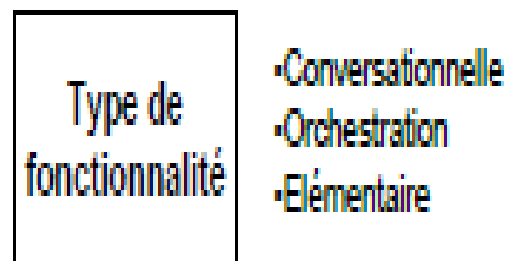 Type de
fonctionnalité
•Conversationnelle
•Orchestration
•Elémentaire